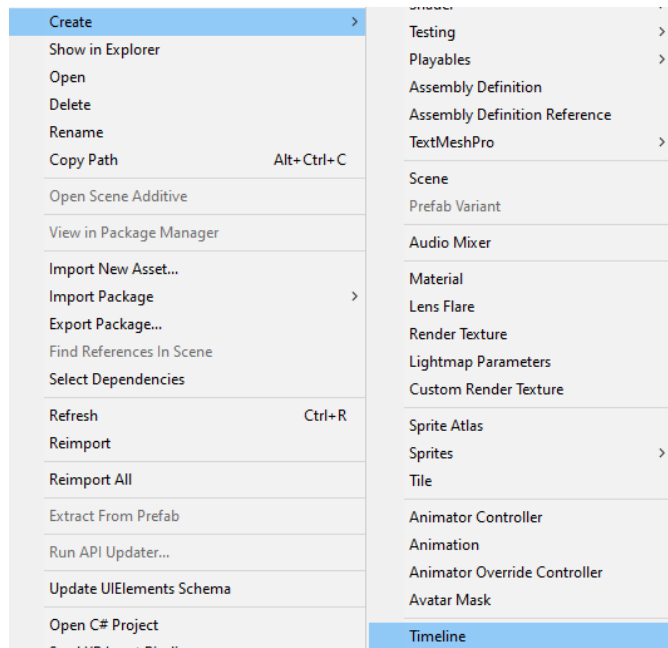 Create
Show in Explorer
Open
Delete
Rename
Copy Path Alt+Ctrl+C
Open Scene Additive
View in Package Manager
Import New Asset...
Import Package
Export Package...
Find References In Scene
Select Dependencies
Refresh Ctrl+R
Reimport
Reimport All
Extract From Prefab
Run API Updater...
Update UIElements Schema
Open C# Project
Testing
Playables
Assembly Definition
Assembly Definition Reference
TextMeshPro
Scene
Prefab Variant
Audio Mixer
Material
Lens Flare
Render Texture
Lightmap Parameters
Custom Render Texture
Sprite Atlas
Sprites
Tile
Animator Controller
Animation
Animator Override Controller
Avatar Mask
Timeline